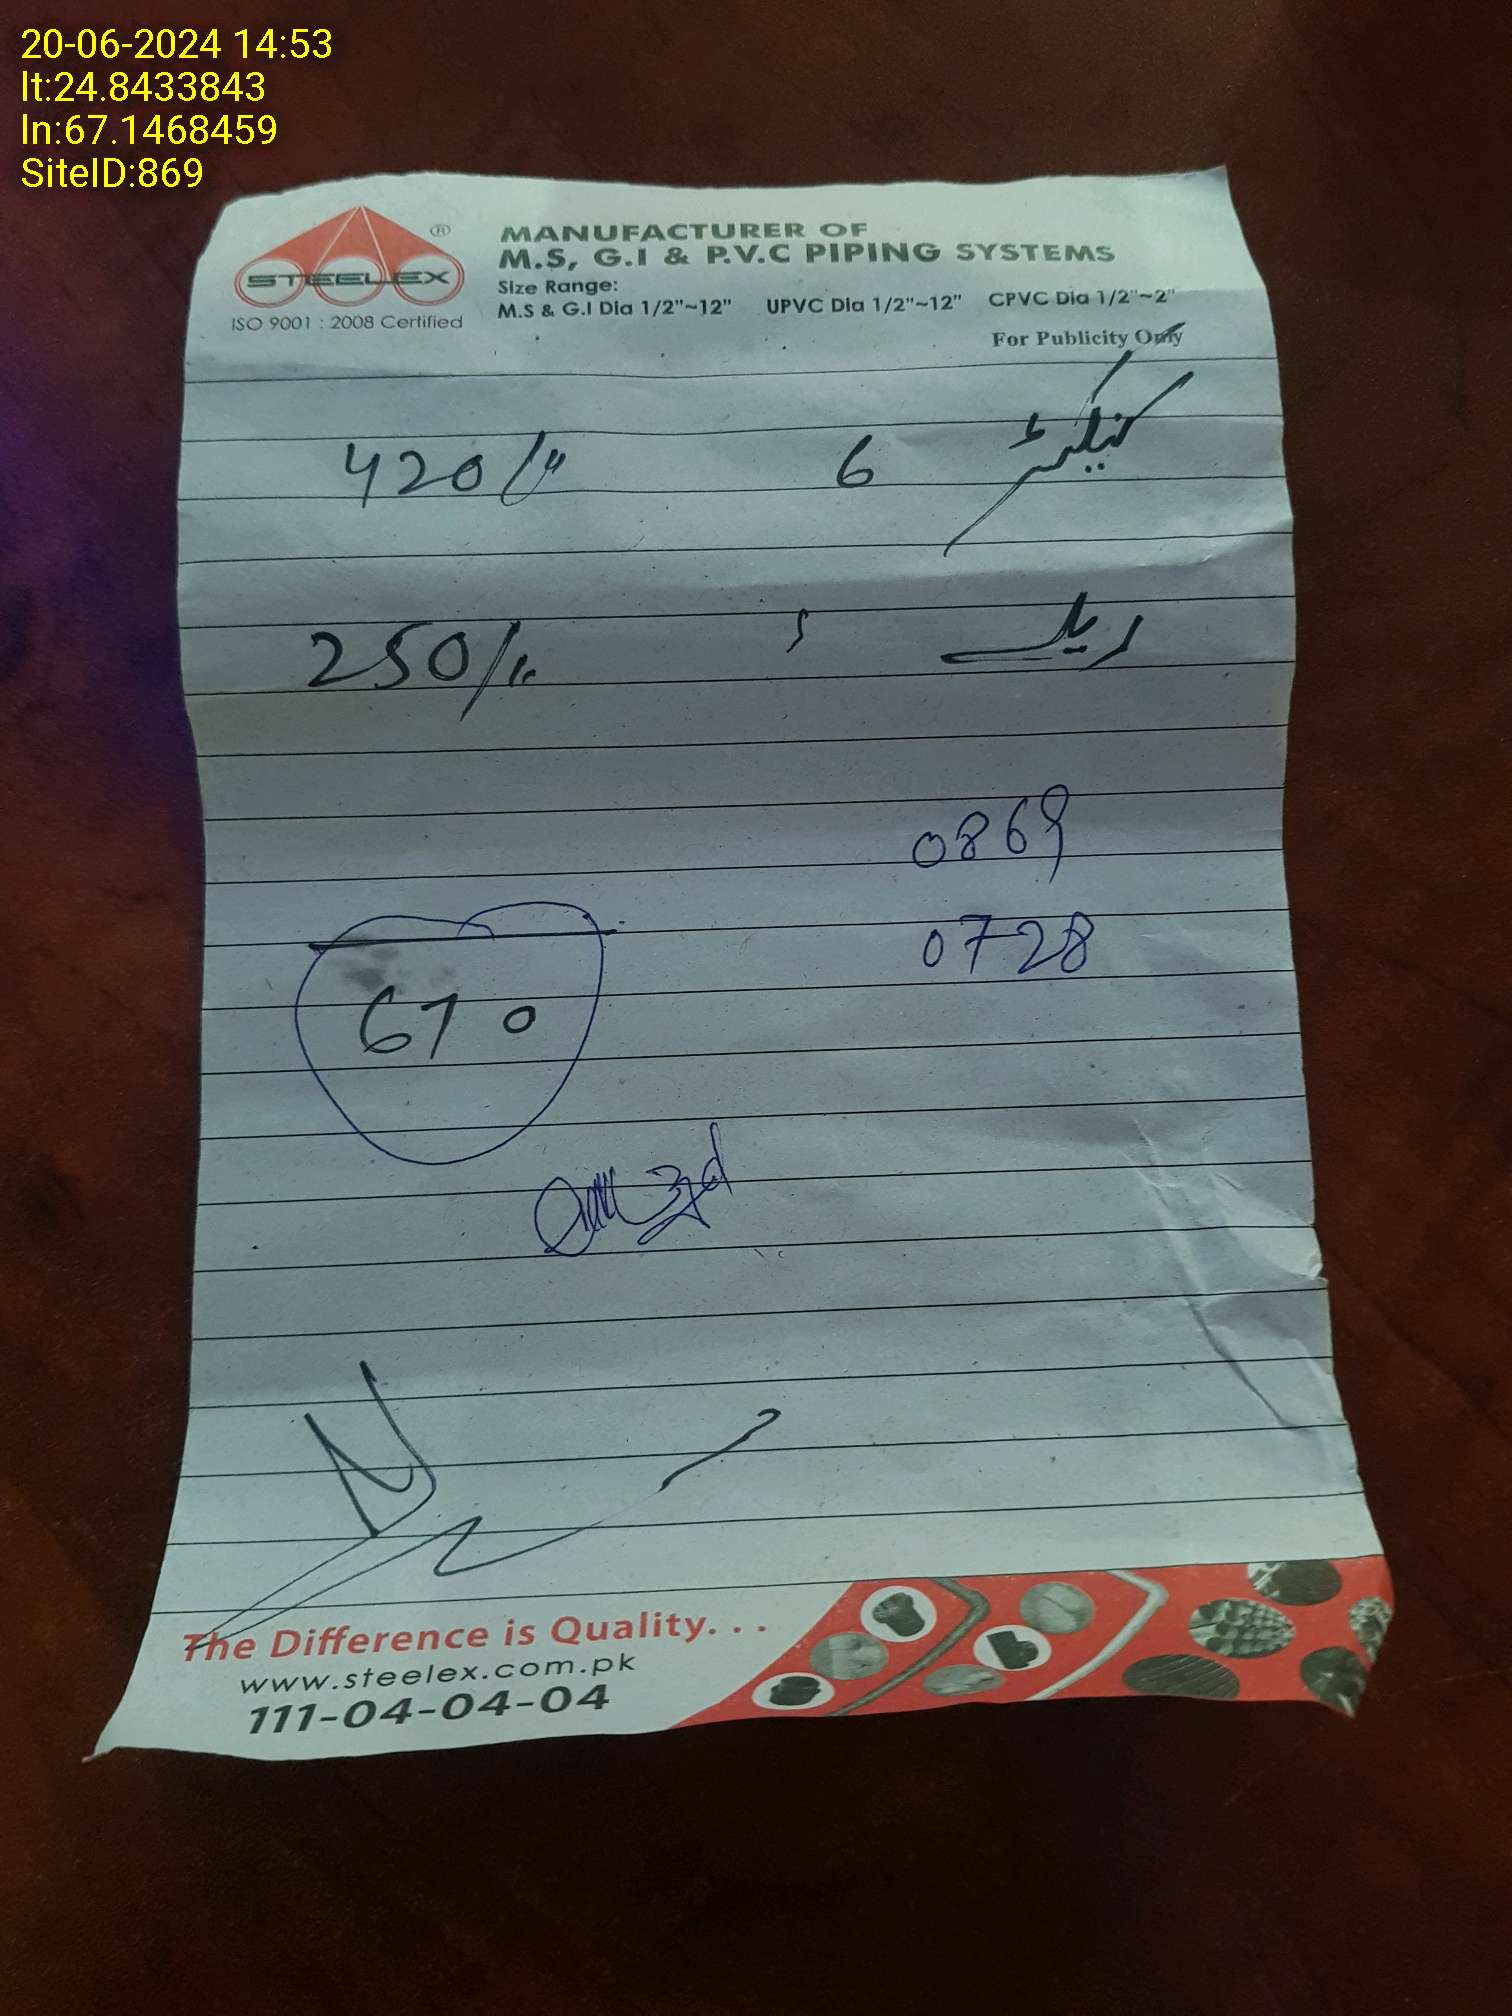 20-06-2024 14:53
lt:24.8433843
ln:67.1468459
SiteID:869
STEELEX ®
ISO 9001 : 2008 Certified
MANUFACTURER OF
M.S, G.I & P.V.C PIPING SYSTEMS
Size Range:
M.S & G.I Dia 1/2"~12" UPVC Dia 1/2"~12" CPVC Dia 1/2"~2"
For Publicity Only
کنیکٹر 6 420/"
ریلے 250/"
0869
0728
670
The Difference is Quality. . .
www.steelex.com.pk
111-04-04-04